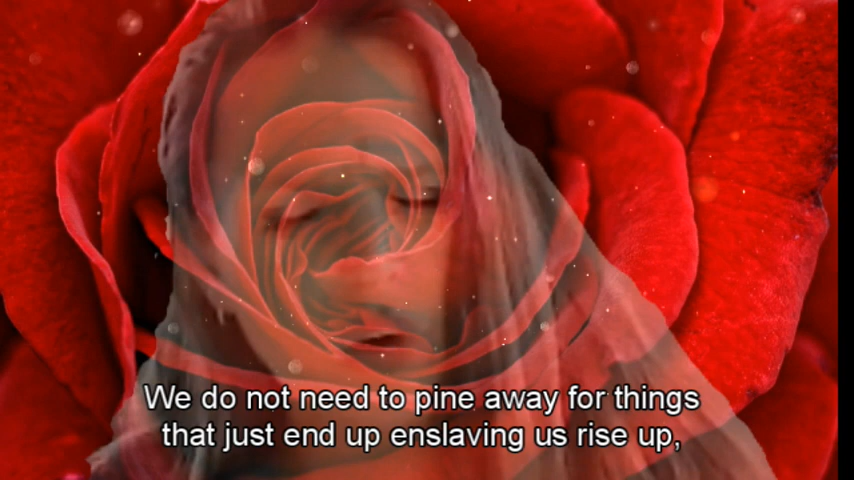 We do not need to pine away for things
that just end up enslaving us rise up,